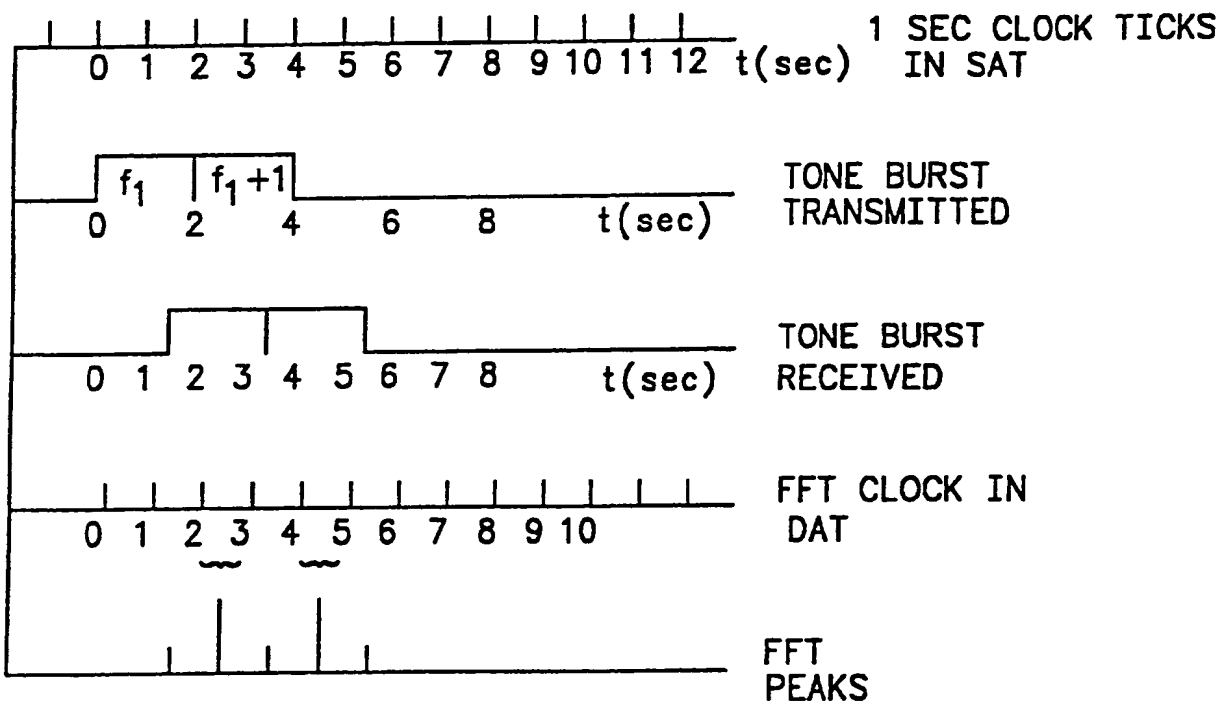 1 SEC CLOCK TICKS
IN SAT
0 1 2 3 4 5 6 7 8 9 10 11 12 t(sec)
f₁ f₁+1
0 2 4 6 8 t(sec)
TONE BURST
TRANSMITTED
0 1 2 3 4 5 6 7 8 t(sec)
TONE BURST
RECEIVED
0 1 2 3 4 5 6 7 8 9 10
FFT CLOCK IN
DAT
FFT
PEAKS